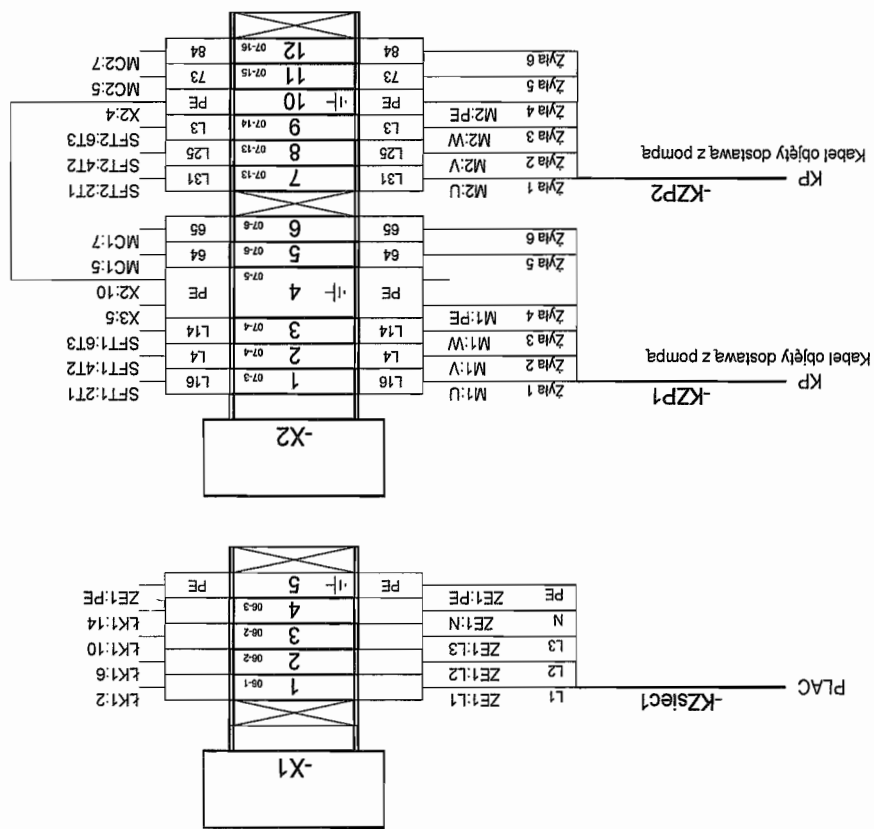 -X1
PLAC -KZsiec1 L1 ZE1:L1 1 06-1 ŁK1:2
L2 ZE1:L2 2 06-2 ŁK1:6
L3 ZE1:L3 3 06-2 ŁK1:10
N ZE1:N 4 06-3 ŁK1:14
PE ZE1:PE PE 5 PE ZE1:PE
-X2
KP -KZP1 Żyła 1 M1:U L16 1 07-3 L16 SFT1:2T1
Kabel objęty dostawą z pompą Żyła 2 M1:V L4 2 07-4 L4 SFT1:4T2
Żyła 3 M1:W L14 3 07-4 L14 SFT1:6T3
Żyła 4 M1:PE X3:5
PE 4 07-5 PE X2:10
Żyła 5 64 5 07-6 64 MC1:5
Żyła 6 65 6 07-6 65 MC1:7
KP -KZP2 Żyła 1 M2:U L31 7 07-13 L31 SFT2:2T1
Kabel objęty dostawą z pompą Żyła 2 M2:V L25 8 07-13 L25 SFT2:4T2
Żyła 3 M2:W L3 9 07-14 L3 SFT2:6T3
Żyła 4 M2:PE PE 10 PE X2:4
Żyła 5 73 11 07-15 73 MC2:5
Żyła 6 84 12 07-16 84 MC2:7